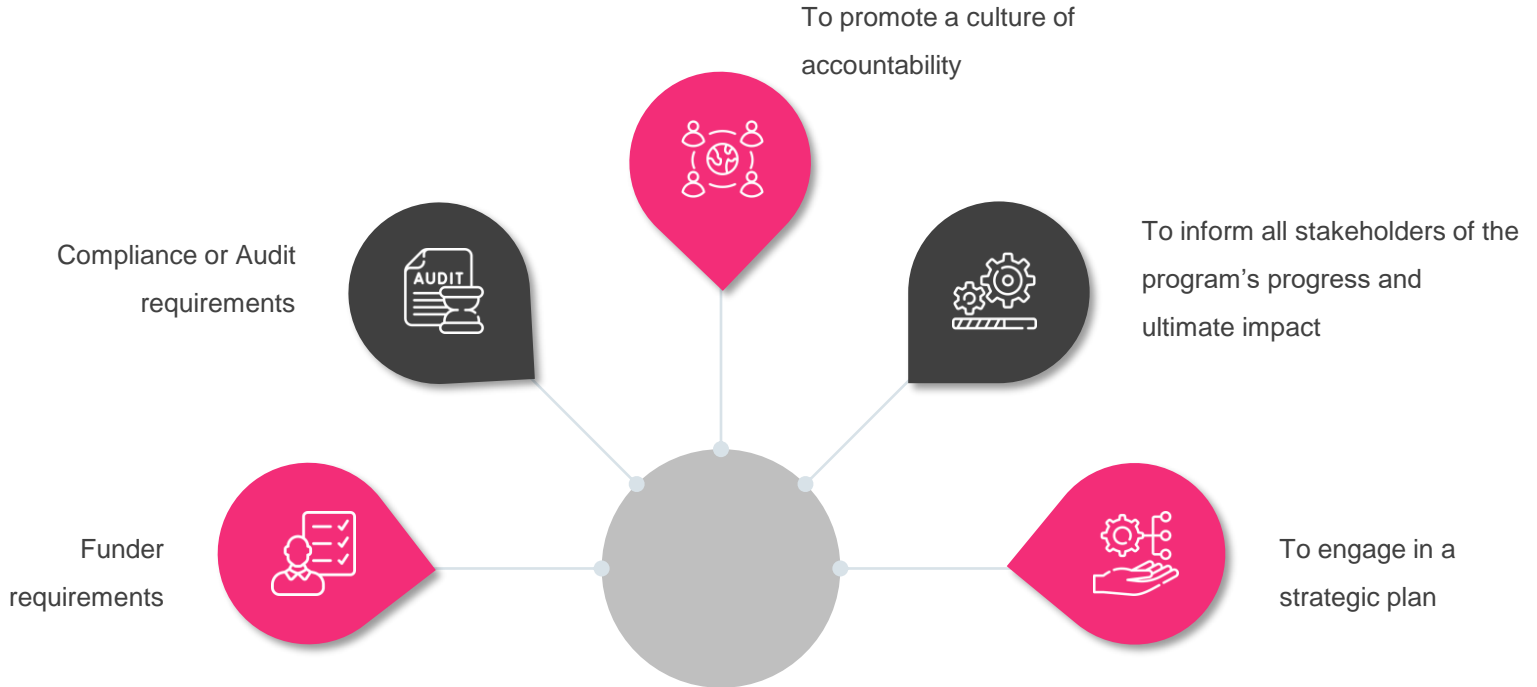 To promote a culture of
accountability
Compliance or Audit
requirements
AUDIT
To inform all stakeholders of the
program’s progress and
ultimate impact
Funder
requirements
To engage in a
strategic plan